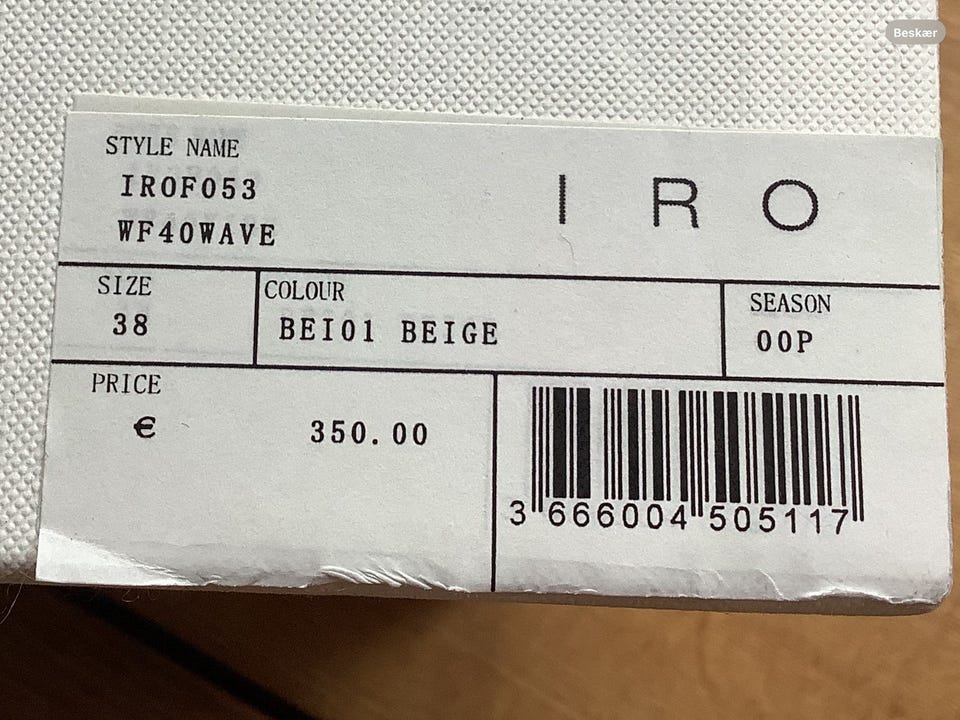 Beskær
STYLE NAME
IROF053
WF40WAVE
IRO
SIZE
38
COLOUR
BEI01 BEIGE
SEASON
00P
PRICE
€ 350.00
3 666004 505117